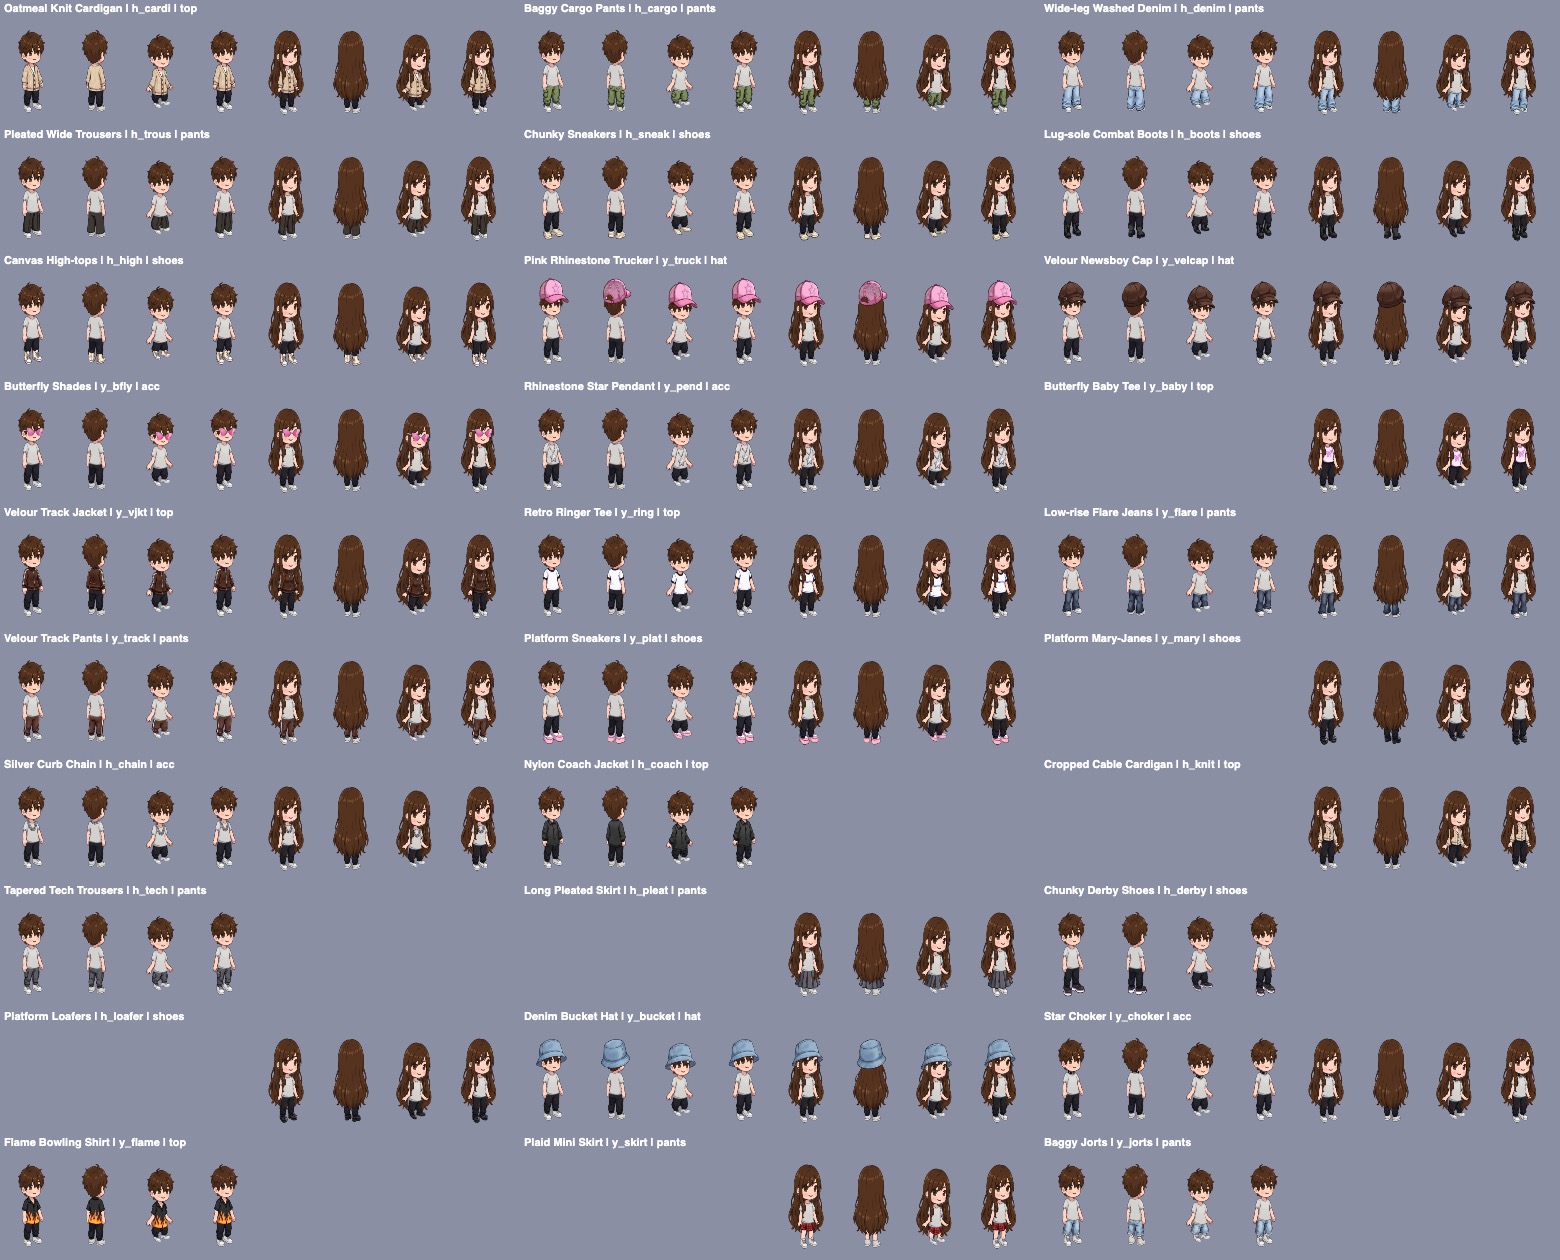 Oatmeal Knit Cardigan | h_cardi | top
Baggy Cargo Pants | h_cargo | pants
Wide-leg Washed Denim | h_denim | pants
Pleated Wide Trousers | h_trous | pants
Chunky Sneakers | h_sneak | shoes
Lug-sole Combat Boots | h_boots | shoes
Canvas High-tops | h_high | shoes
Pink Rhinestone Trucker | y_truck | hat
Velour Newsboy Cap | y_velcap | hat
Butterfly Shades | y_bfly | acc
Rhinestone Star Pendant | y_pend | acc
Butterfly Baby Tee | y_baby | top
Velour Track Jacket | y_vjkt | top
Retro Ringer Tee | y_ring | top
Low-rise Flare Jeans | y_flare | pants
Velour Track Pants | y_track | pants
Platform Sneakers | y_plat | shoes
Platform Mary-Janes | y_mary | shoes
Silver Curb Chain | h_chain | acc
Nylon Coach Jacket | h_coach | top
Cropped Cable Cardigan | h_knit | top
Tapered Tech Trousers | h_tech | pants
Long Pleated Skirt | h_pleat | pants
Chunky Derby Shoes | h_derby | shoes
Platform Loafers | h_loafer | shoes
Denim Bucket Hat | y_bucket | hat
Star Choker | y_choker | acc
Flame Bowling Shirt | y_flame | top
Plaid Mini Skirt | y_skirt | pants
Baggy Jorts | y_jorts | pants